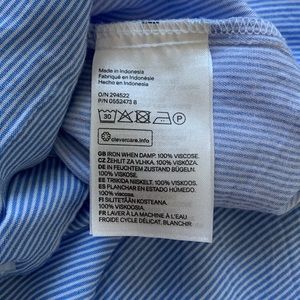 Made in Indonesia
Fabriqué en Indonésie
Hecho en Indonesia
O/N 294522
P/N 0552473 8
30 P
clevercare.info
GB IRON WHEN DAMP. 100% VISCOSE.
CZ ŽEHLIT ZA VLHKA. 100% VISKOZA.
DE IN FEUCHTEM ZUSTAND BÜGELN.
100% VISKOSE.
EE TRIIKIDA NIISKELT. 100% VISKOOS.
ES PLANCHAR EN ESTADO HÚMEDO.
100% viscosa.
FI SILITETÄÄN KOSTEANA.
100% VISKOOSIA.
FR LAVER À LA MACHINE À L'EAU
FROIDE CYCLE DÉLICAT. BLANCHIR.